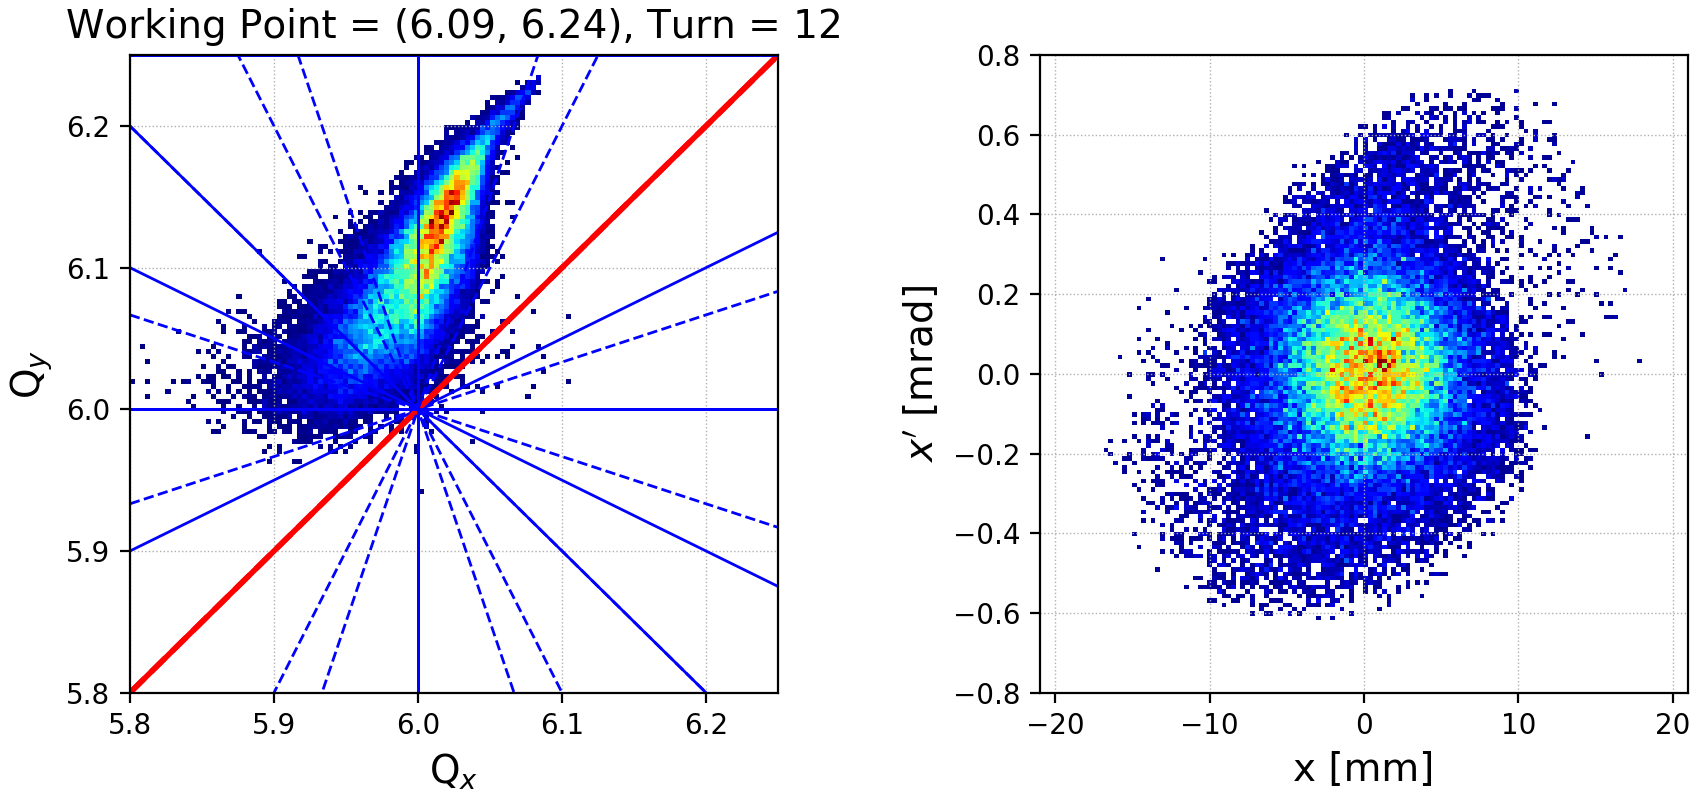 Working Point = (6.09, 6.24), Turn = 12
Q_y
6.2
6.1
6.0
5.9
5.8
5.8 5.9 6.0 6.1 6.2
Q_x
x′ [mrad]
0.8
0.6
0.4
0.2
0.0
−0.2
−0.4
−0.6
−0.8
−20 −10 0 10 20
x [mm]